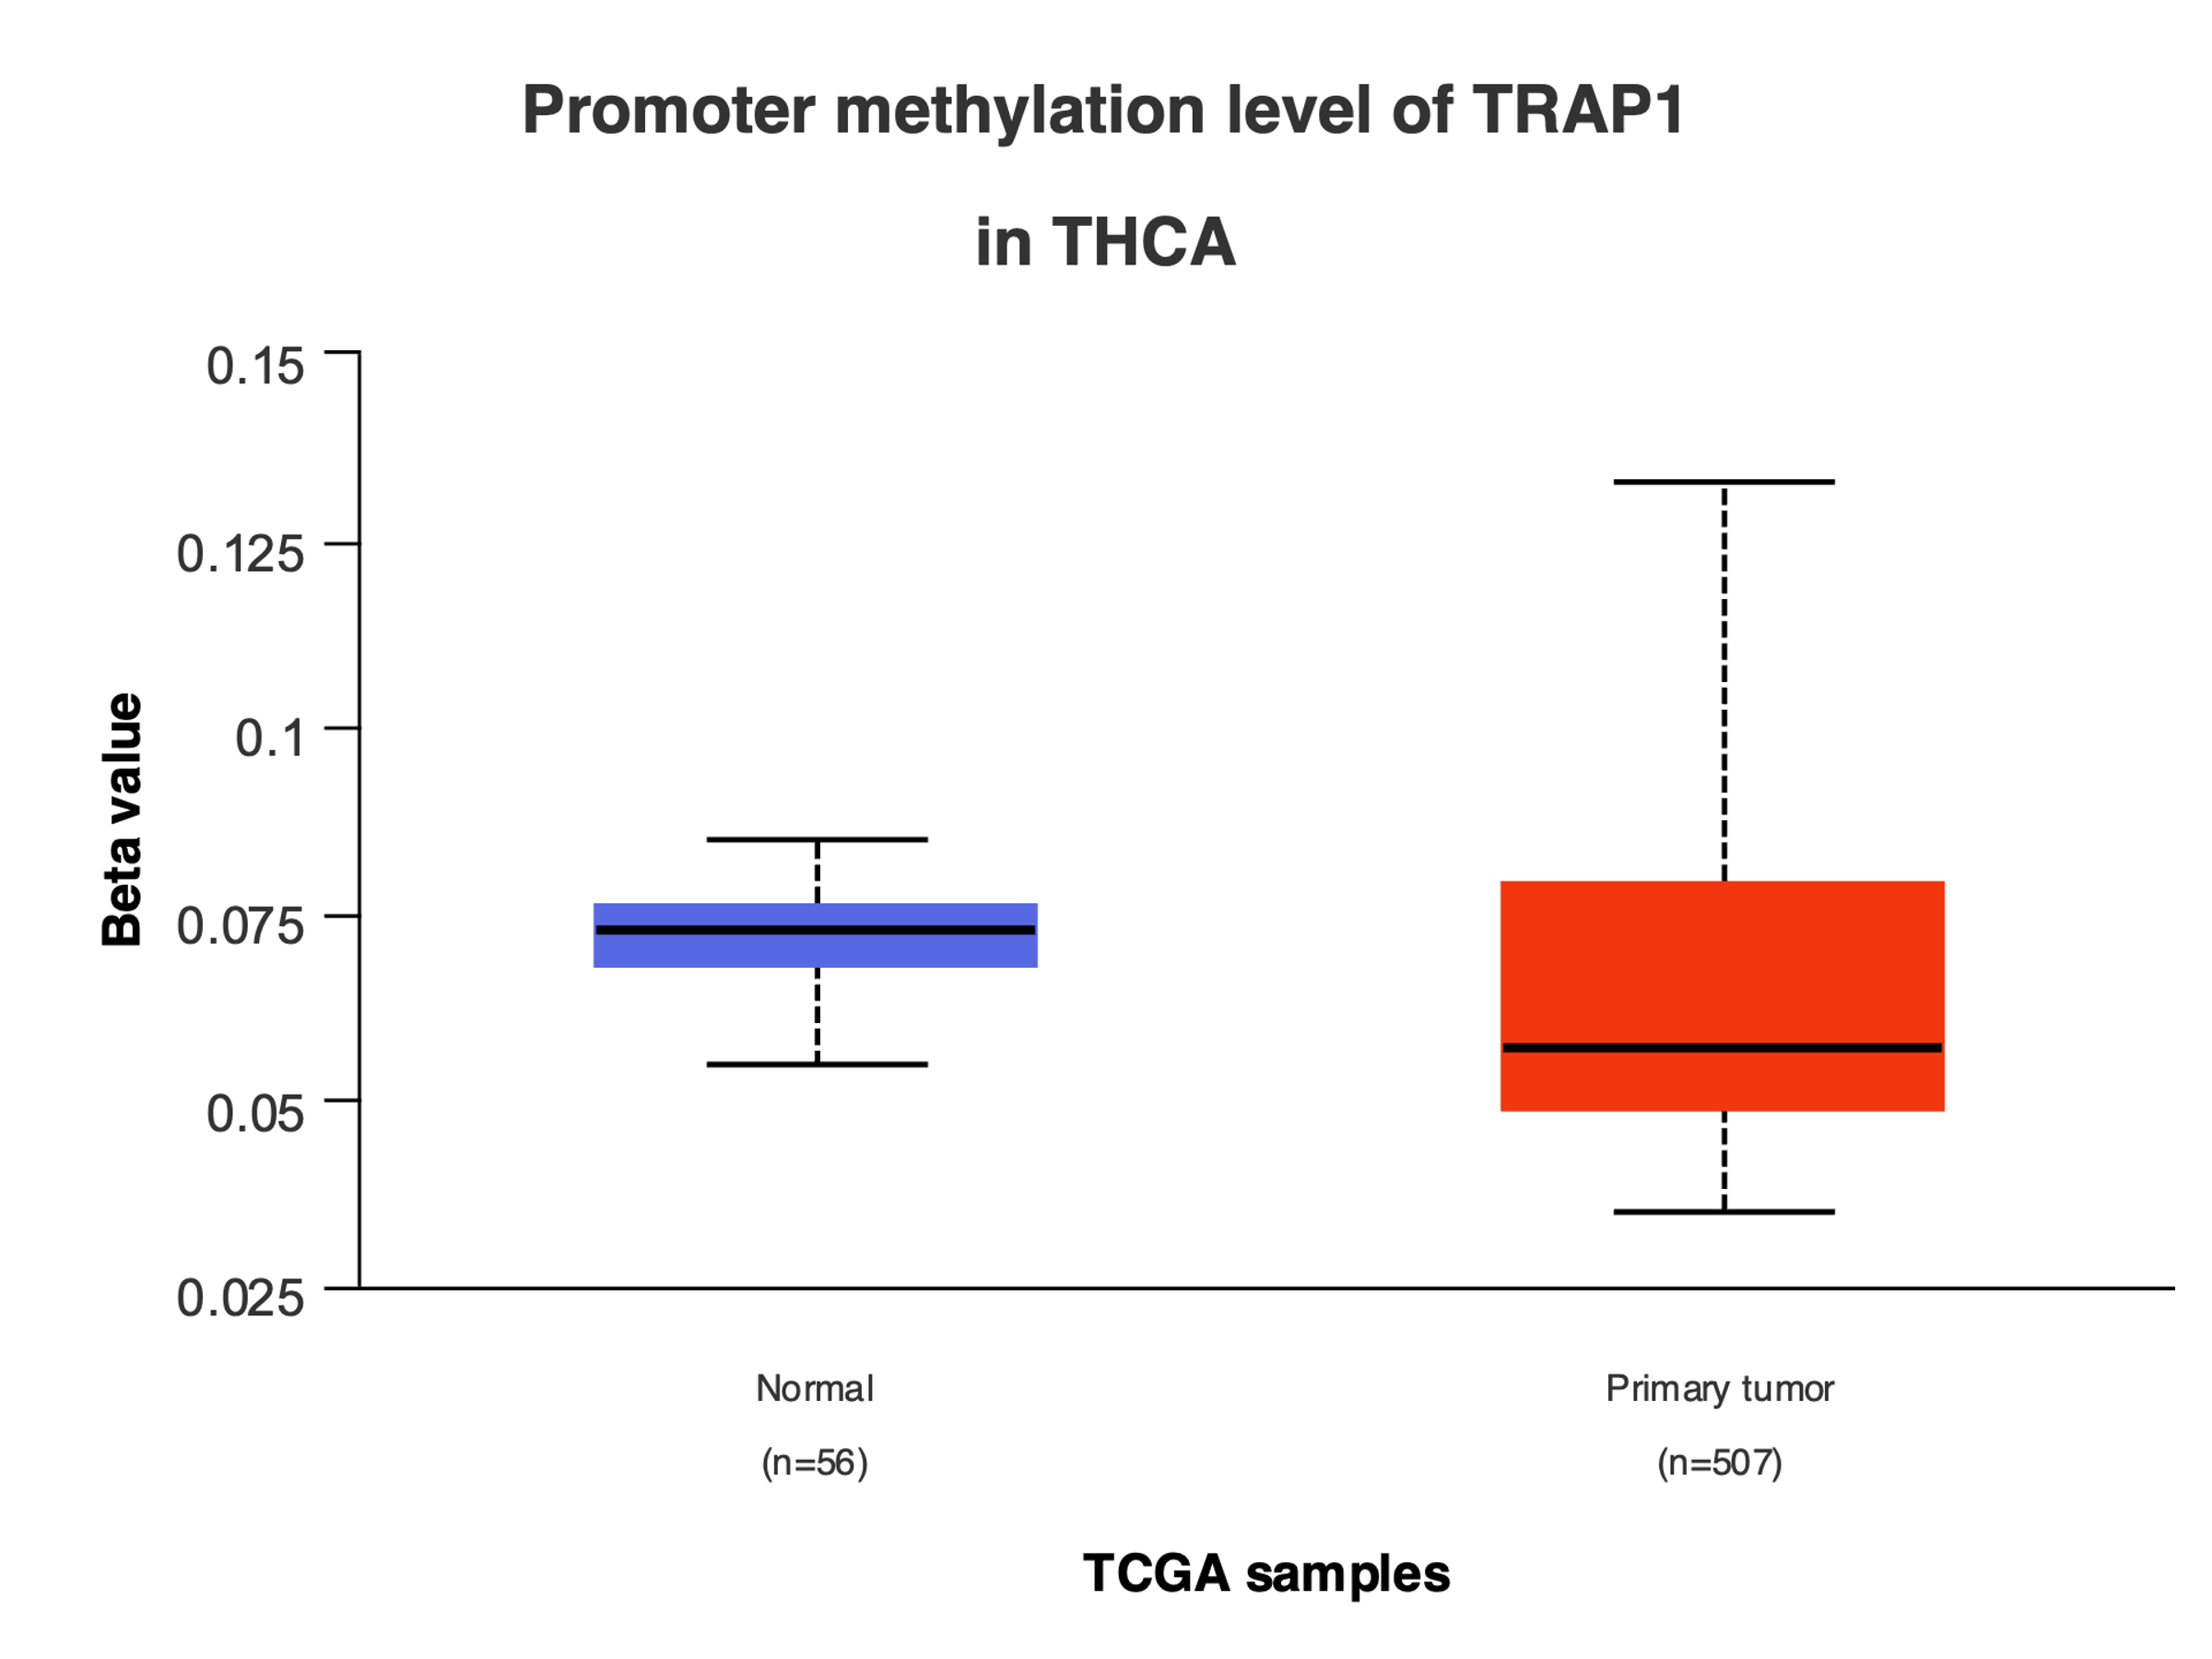 Promoter methylation level of TRAP1
in THCA
0.15
0.125
0.1
0.075
0.05
0.025
Beta value
Normal
(n=56)
Primary tumor
(n=507)
TCGA samples